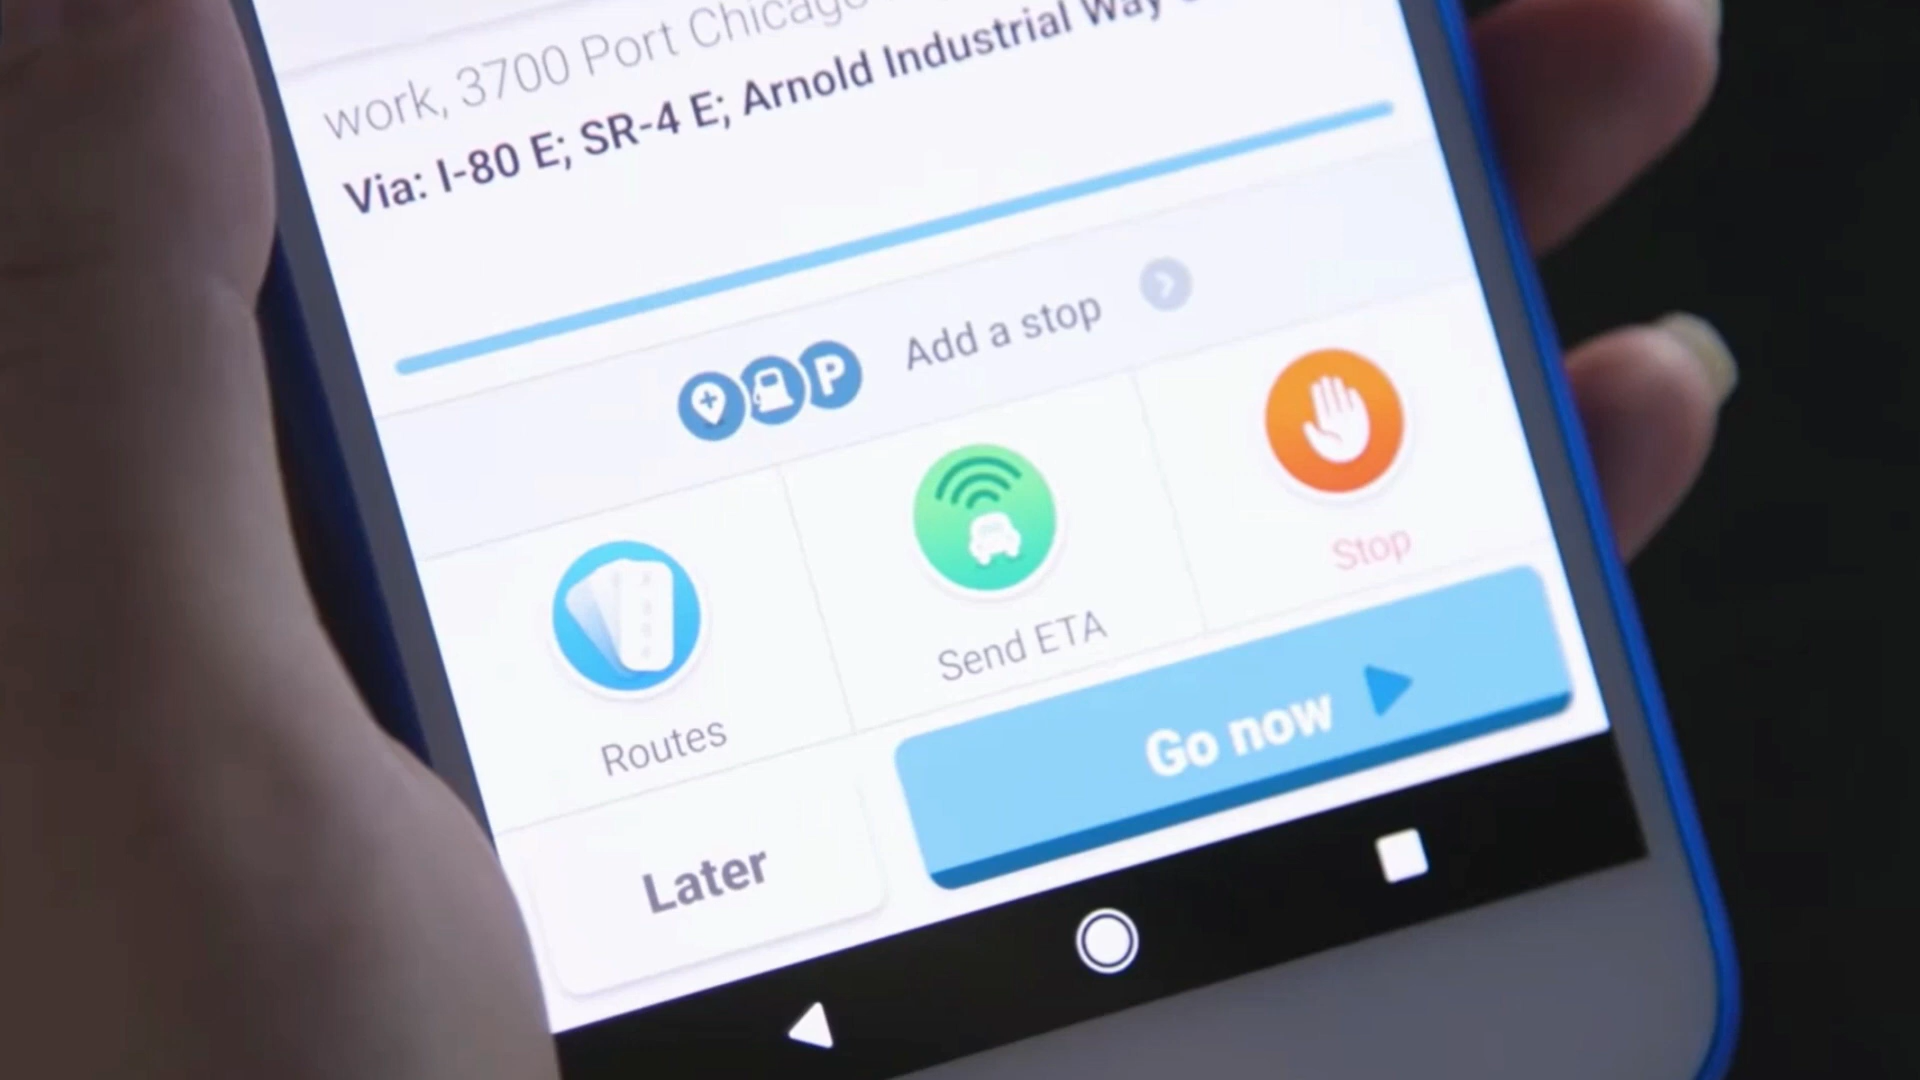 work, 3700 Port Chicago
Via: I-80 E; SR-4 E; Arnold Industrial Way
P Add a stop
Routes
Send ETA
Stop
Later
Go now